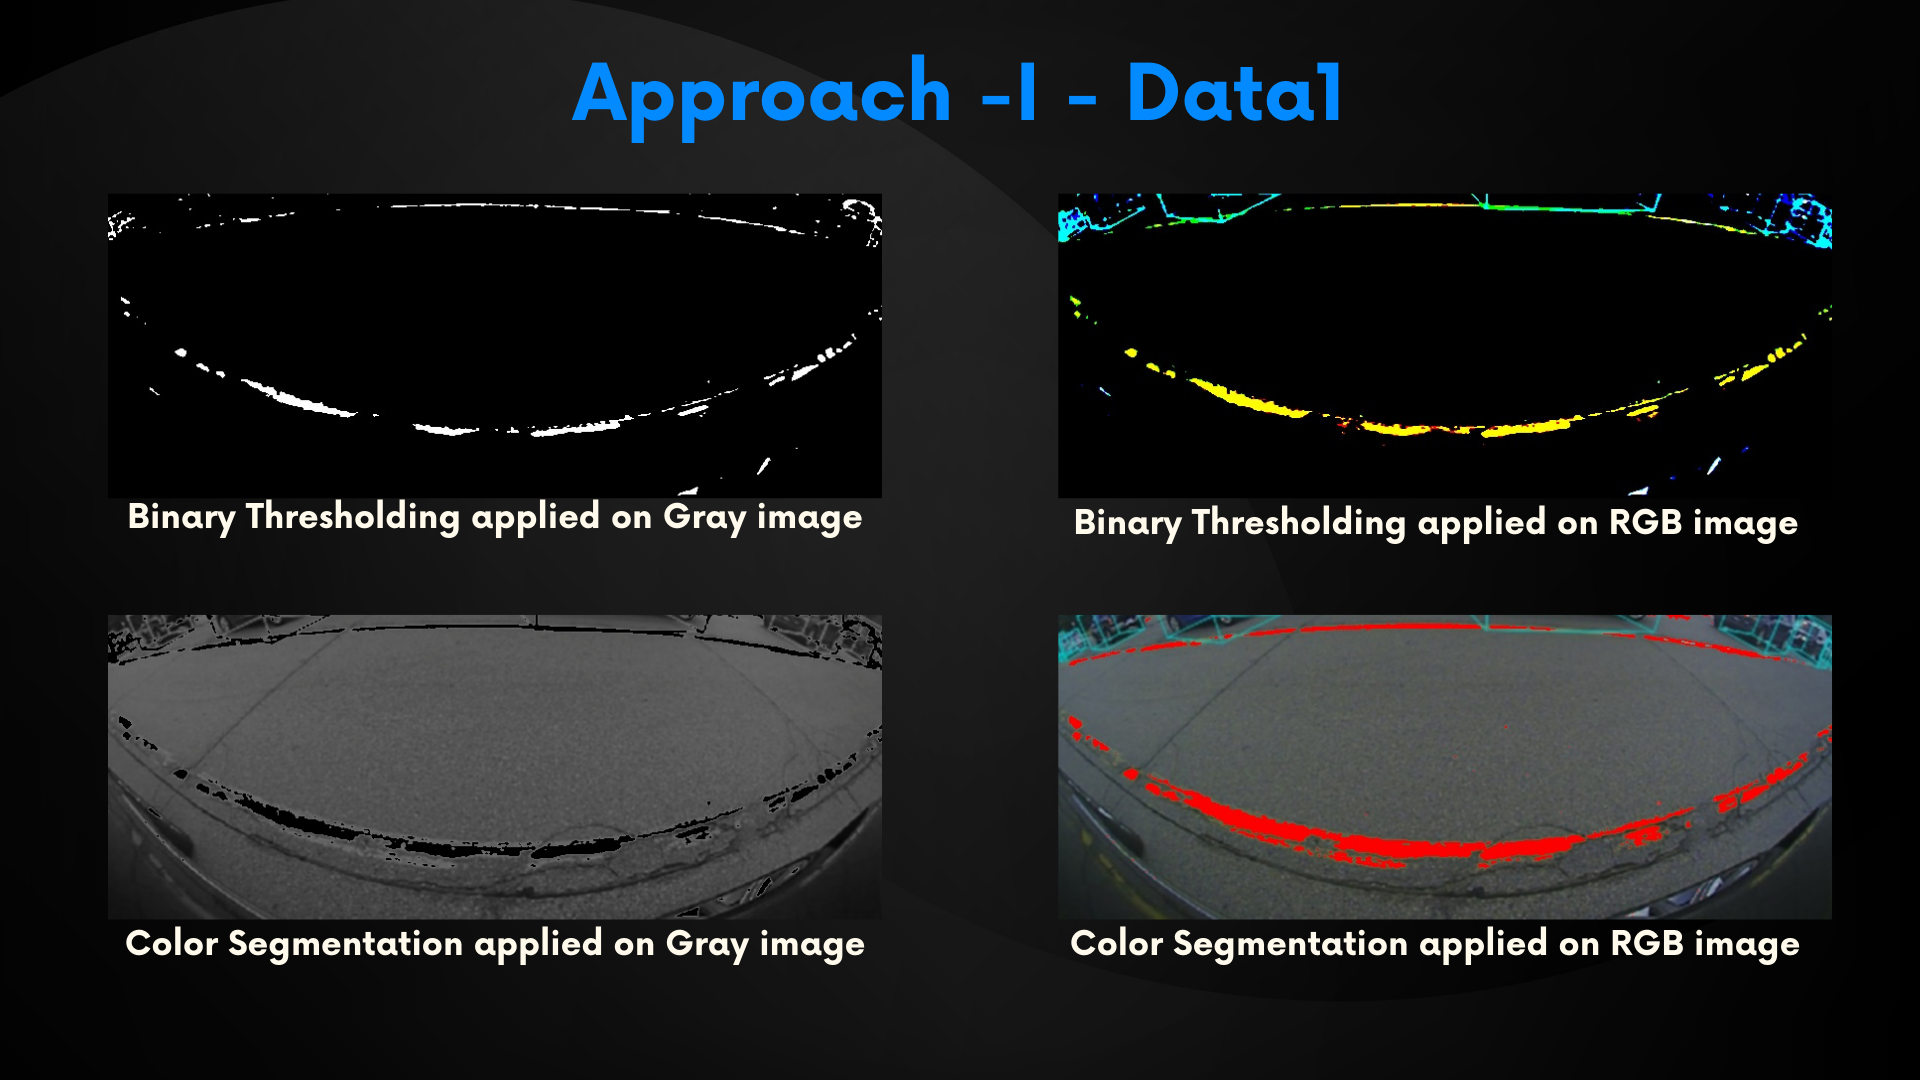 Approach -I - Data1
Binary Thresholding applied on Gray image
Binary Thresholding applied on RGB image
Color Segmentation applied on Gray image
Color Segmentation applied on RGB image